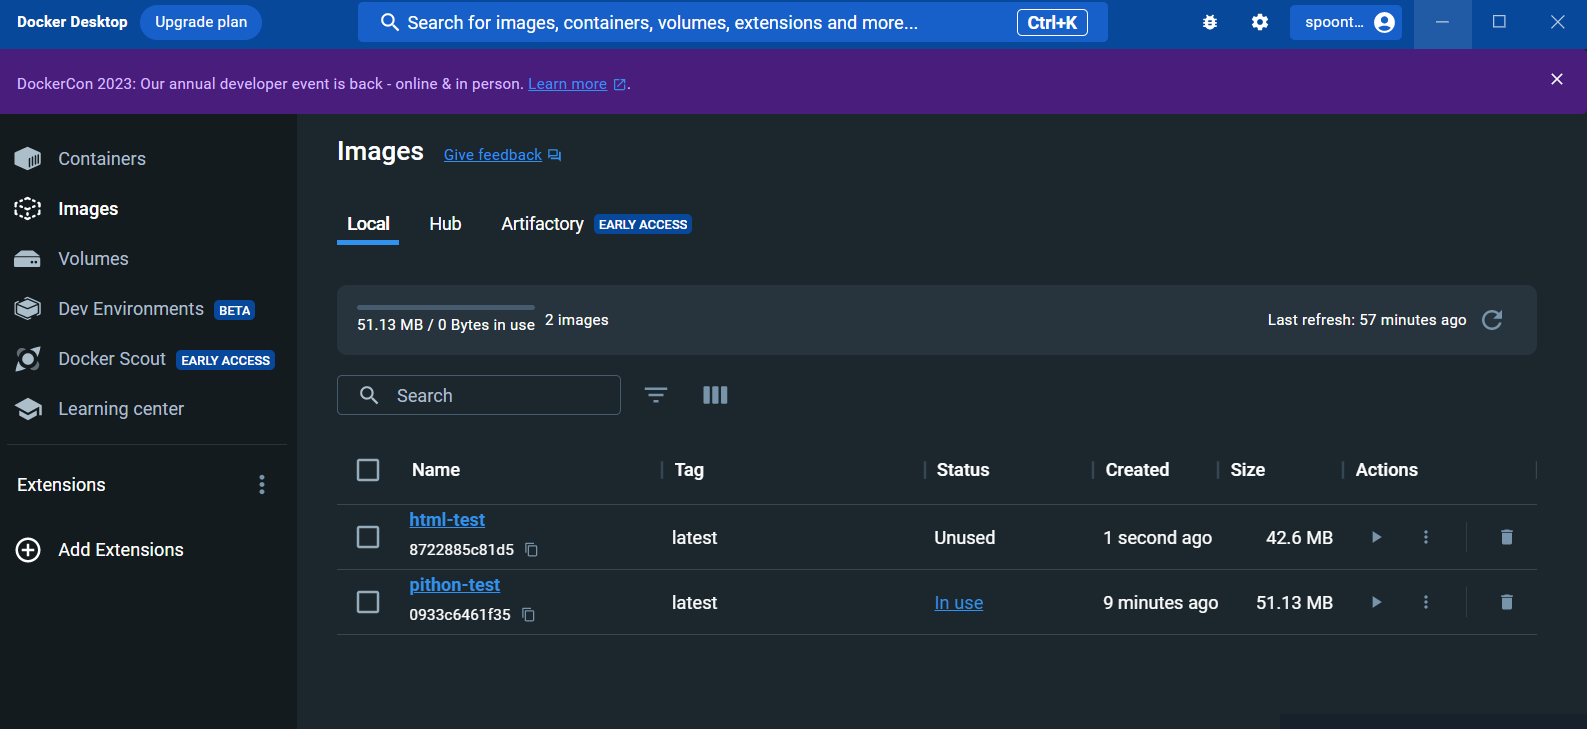 Docker Desktop Upgrade plan Search for images, containers, volumes, extensions and more... Ctrl+K spoont...
DockerCon 2023: Our annual developer event is back - online & in person. Learn more .
Containers
Images
Volumes
Dev Environments BETA
Docker Scout EARLY ACCESS
Learning center
Extensions
Add Extensions
Images Give feedback
Local Hub Artifactory EARLY ACCESS
51.13 MB / 0 Bytes in use 2 images Last refresh: 57 minutes ago
Search
Name Tag Status Created Size Actions
html-test
8722885c81d5 latest Unused 1 second ago 42.6 MB
pithon-test
0933c6461f35 latest In use 9 minutes ago 51.13 MB